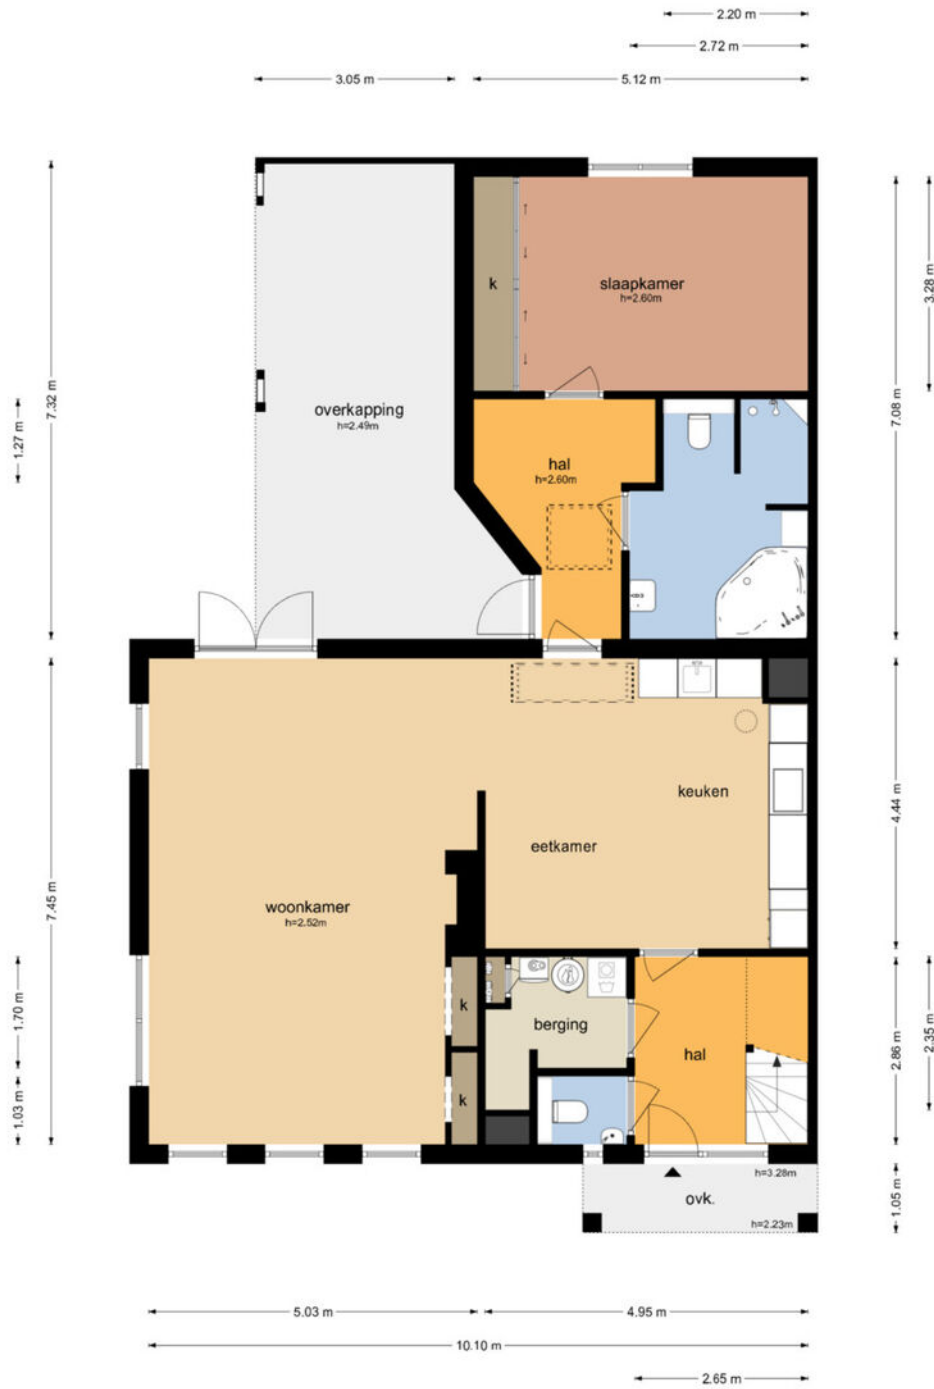 2.20 m
2.72 m
3.05 m
5.12 m
7.32 m
1.27 m
k
slaapkamer
h=2.60m
3.28 m
7.08 m
overkapping
h=2.49m
hal
h=2.60m
keuken
eetkamer
4.44 m
woonkamer
h=2.52m
7.45 m
1.70 m
1.03 m
k
k
berging
hal
2.86 m
2.35 m
h=3.28m
ovk.
h=2.23m
1.05 m
5.03 m
4.95 m
10.10 m
2.65 m